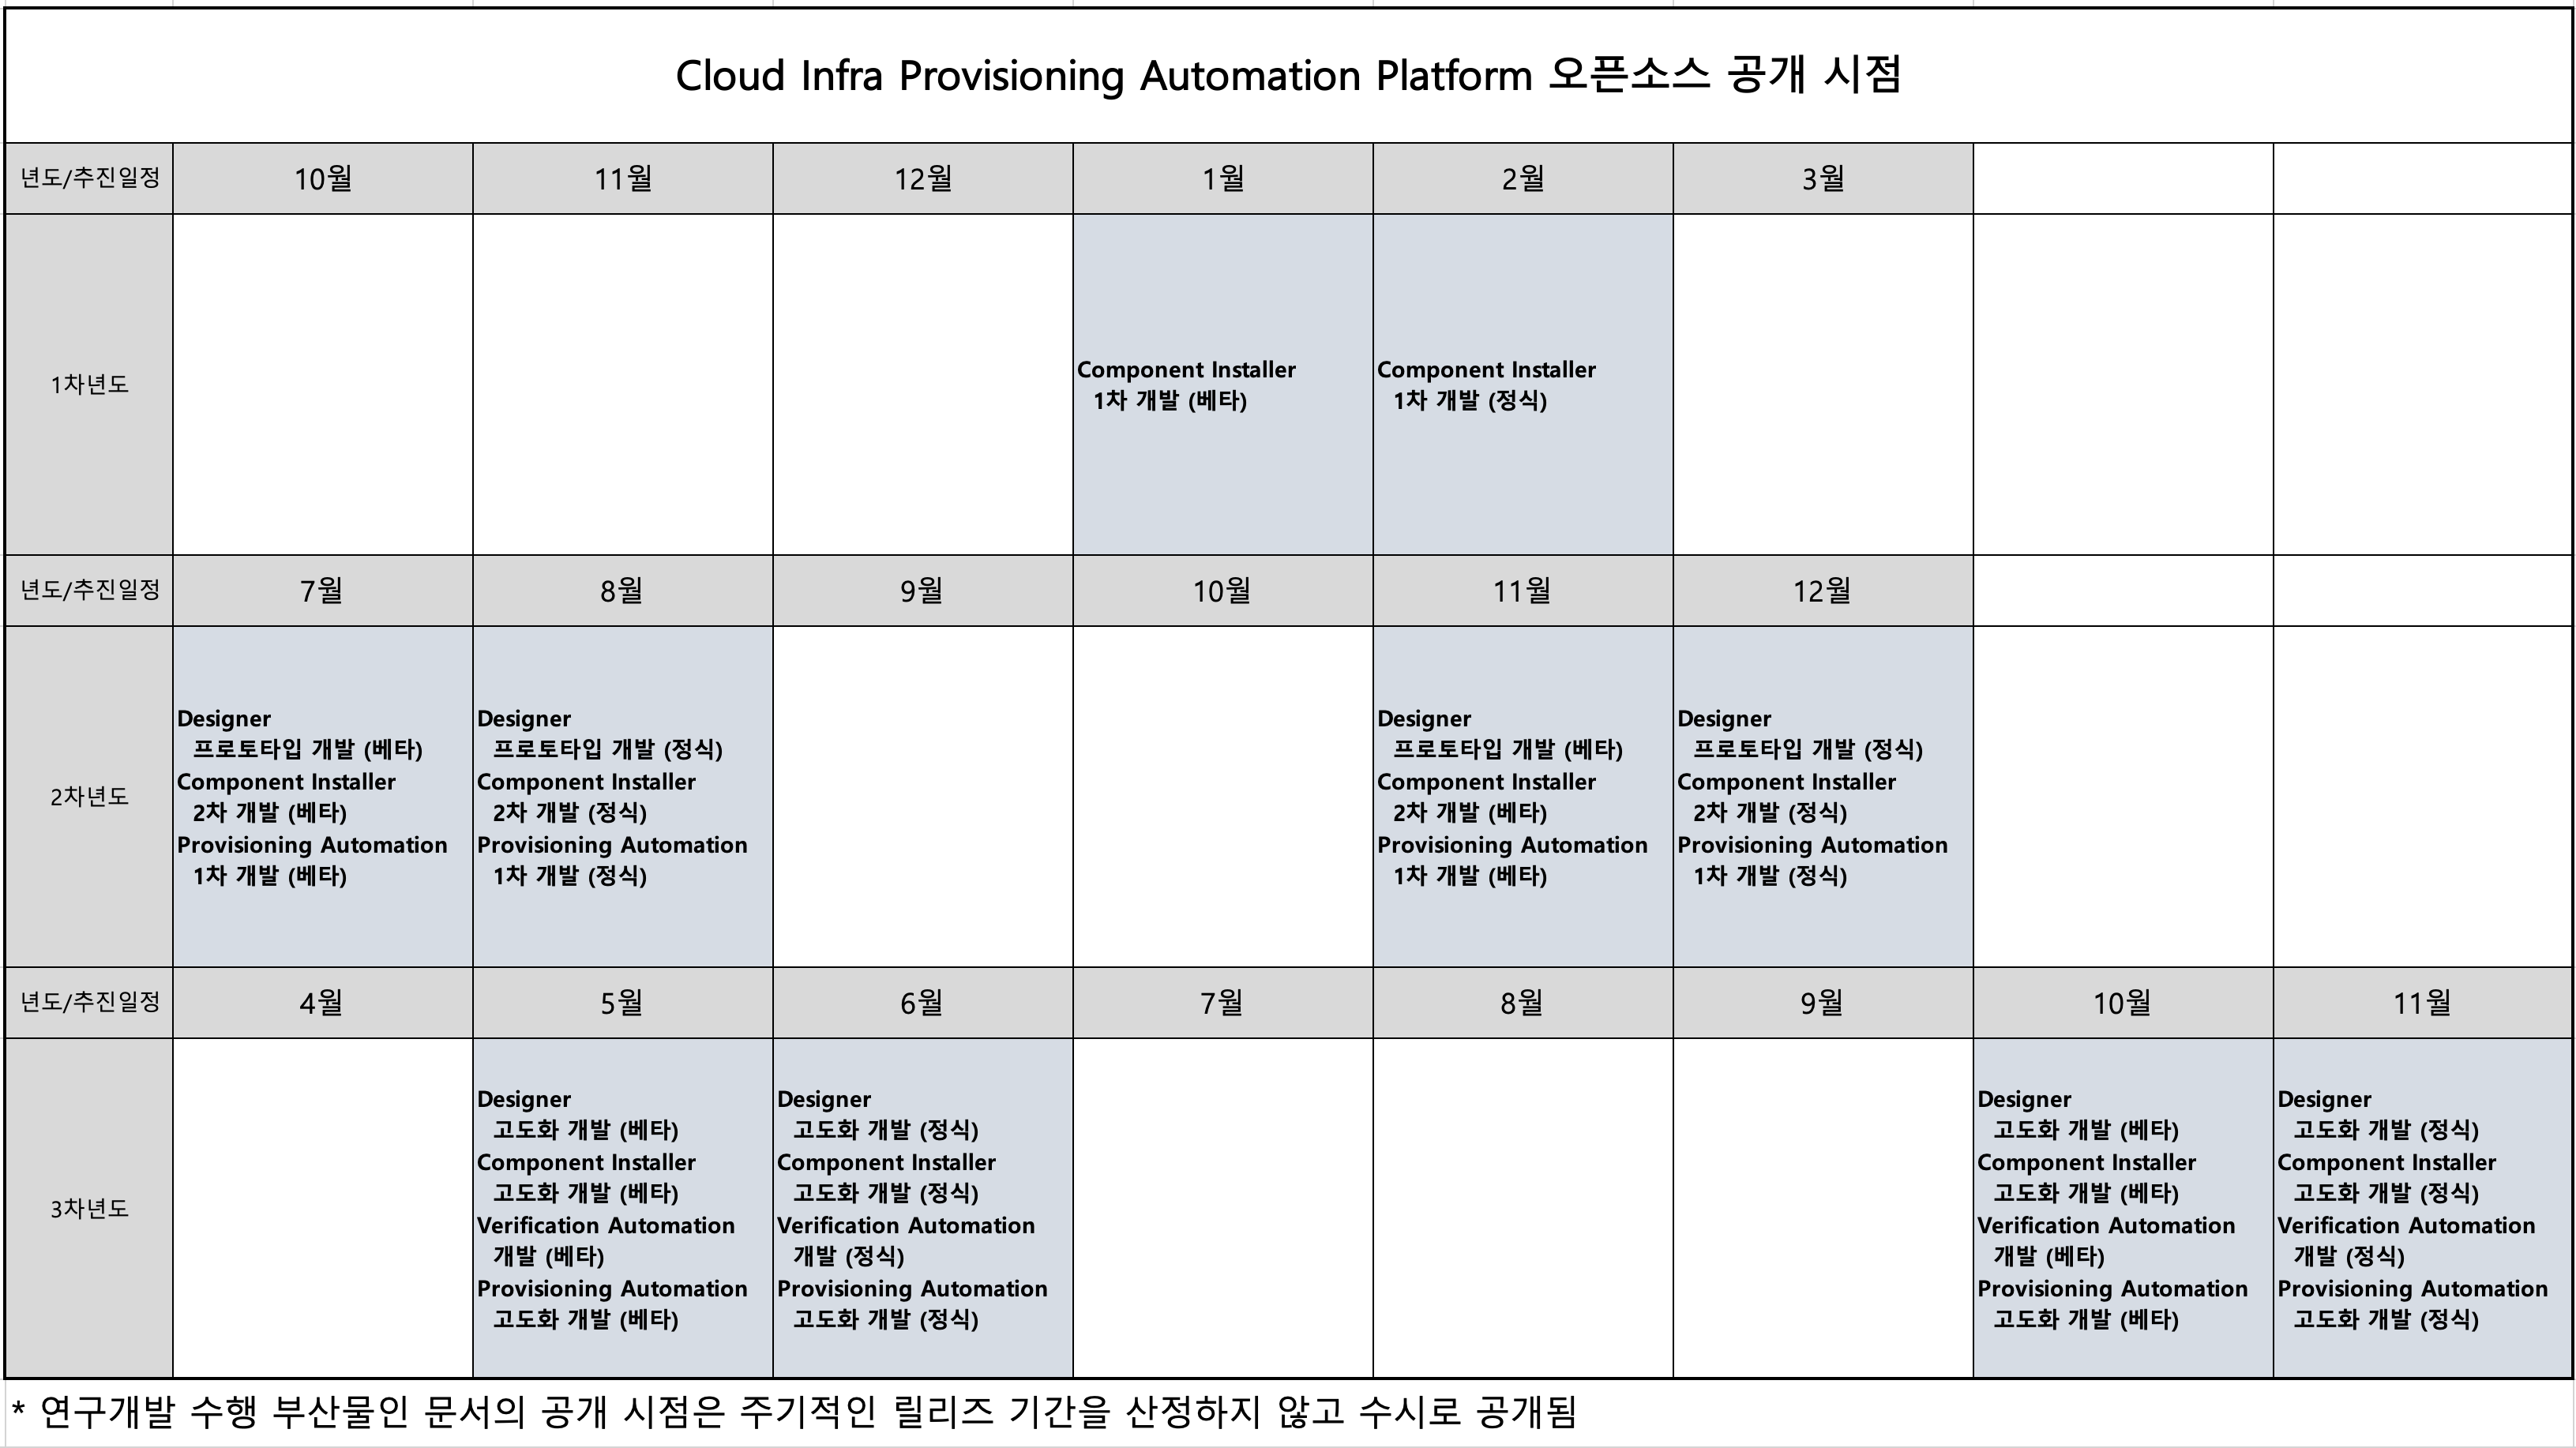 Cloud Infra Provisioning Automation Platform 오픈소스 공개 시점
년도/추진일정
10월
11월
12월
1월
2월
3월
1차년도
Component Installer
1차 개발 (베타)
Component Installer
1차 개발 (정식)
년도/추진일정
7월
8월
9월
10월
11월
12월
2차년도
Designer
프로토타입 개발 (베타)
Component Installer
2차 개발 (베타)
Provisioning Automation
1차 개발 (베타)
Designer
프로토타입 개발 (정식)
Component Installer
2차 개발 (정식)
Provisioning Automation
1차 개발 (정식)
Designer
프로토타입 개발 (베타)
Component Installer
2차 개발 (베타)
Provisioning Automation
1차 개발 (베타)
Designer
프로토타입 개발 (정식)
Component Installer
2차 개발 (정식)
Provisioning Automation
1차 개발 (정식)
년도/추진일정
4월
5월
6월
7월
8월
9월
10월
11월
3차년도
Designer
고도화 개발 (베타)
Component Installer
고도화 개발 (베타)
Verification Automation
개발 (베타)
Provisioning Automation
고도화 개발 (베타)
Designer
고도화 개발 (정식)
Component Installer
고도화 개발 (정식)
Verification Automation
개발 (정식)
Provisioning Automation
고도화 개발 (정식)
Designer
고도화 개발 (베타)
Component Installer
고도화 개발 (베타)
Verification Automation
개발 (베타)
Provisioning Automation
고도화 개발 (베타)
Designer
고도화 개발 (정식)
Component Installer
고도화 개발 (정식)
Verification Automation
개발 (정식)
Provisioning Automation
고도화 개발 (정식)
* 연구개발 수행 부산물인 문서의 공개 시점은 주기적인 릴리즈 기간을 산정하지 않고 수시로 공개됨